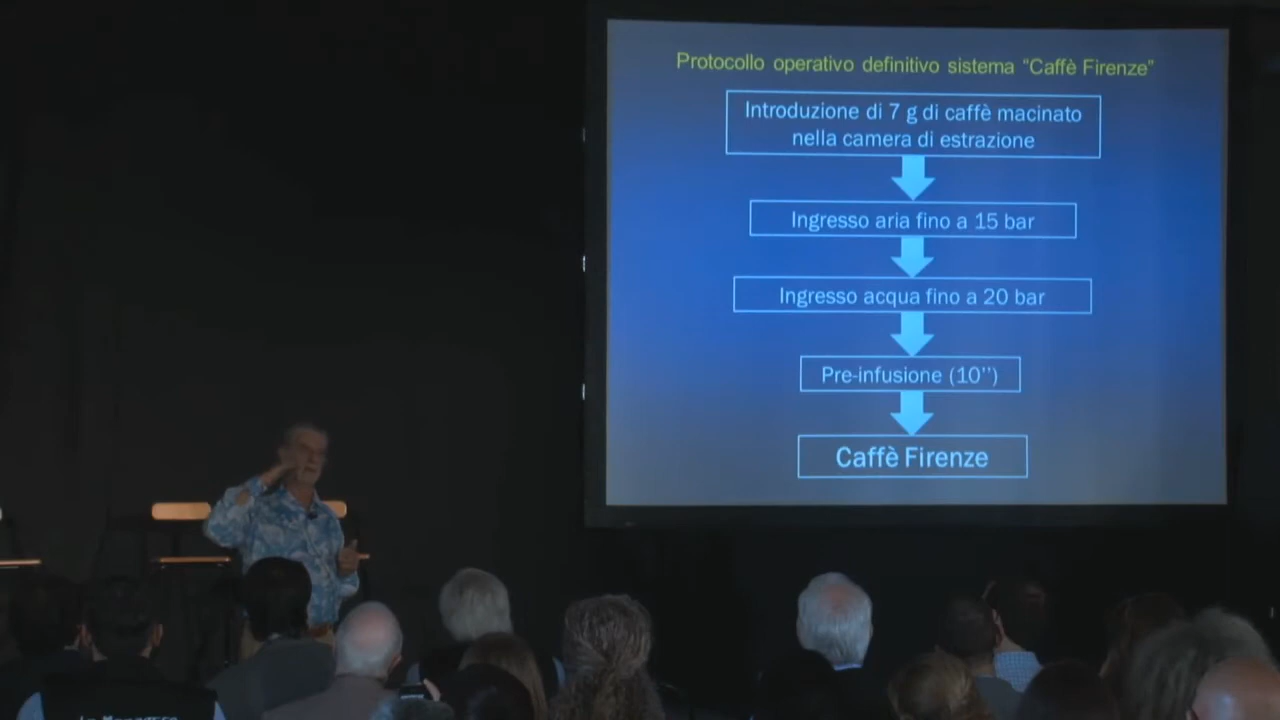 Protocollo operativo definitivo sistema “Caffè Firenze”
Introduzione di 7 g di caffè macinato
nella camera di estrazione
Ingresso aria fino a 15 bar
Ingresso acqua fino a 20 bar
Pre-infusione (10’’)
Caffè Firenze